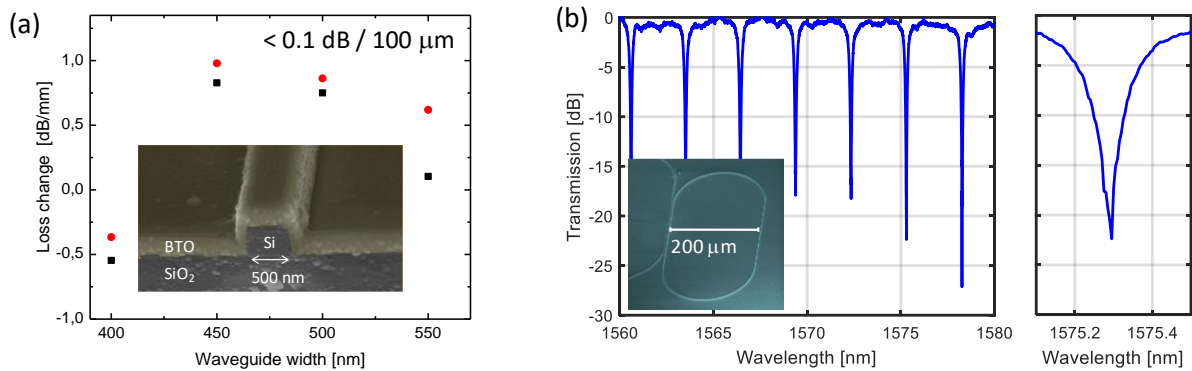 (a)
< 0.1 dB / 100 μm
Loss change [dB/mm]
1,0
0,5
0,0
-0,5
-1,0
BTO
Si
SiO2
500 nm
400
450
500
550
Waveguide width [nm]
(b)
Transmission [dB]
0
-5
-10
-15
-20
-25
-30
200 μm
1560
1565
1570
1575
1580
Wavelength [nm]
1575.2
1575.4
Wavelength [nm]